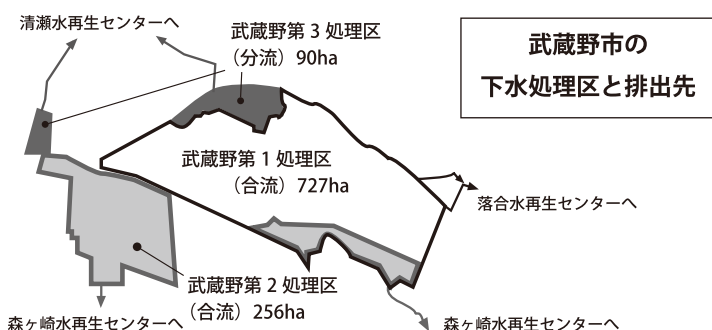 清瀬水再生センターへ
武蔵野第3処理区
（分流）90ha
武蔵野市の
下水処理区と排出先
武蔵野第1処理区
（合流）727ha
落合水再生センターへ
武蔵野第2処理区
（合流）256ha
森ヶ崎水再生センターへ
森ヶ崎水再生センターへ